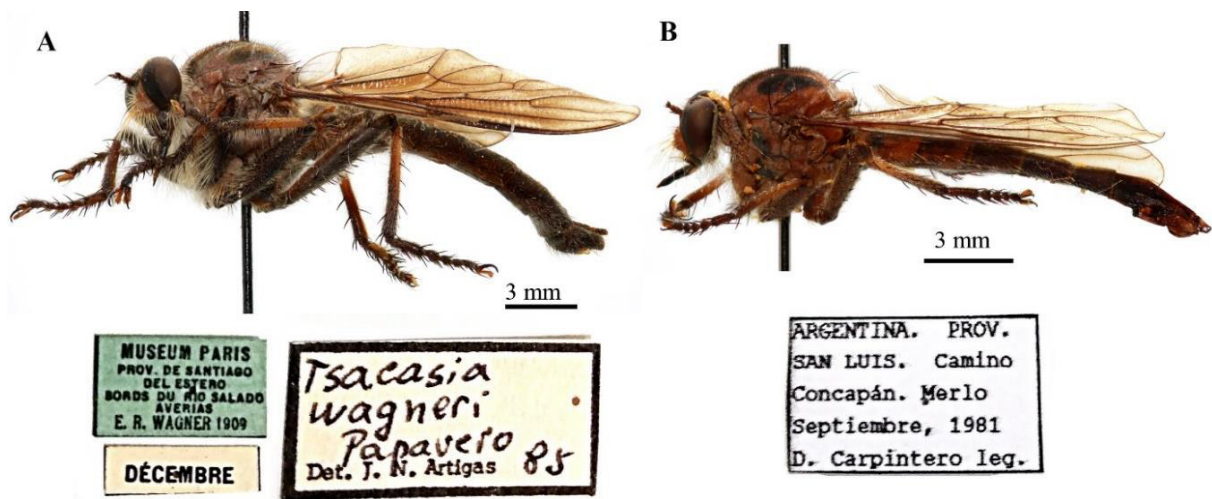 A
B
3 mm
3 mm
MUSEUM PARIS
PROV. DE SANTIAGO
DEL ESTERO
BORDS DU RIO SALADO
AVERIAS
E. R. WAGNER 1909
DÉCEMBRE
Tsacasia
wagneri
Papavero
Det. J. N. Artigas 85
ARGENTINA. PROV.
SAN LUIS. Camino
Concapán. Merlo
Septiembre, 1981
D. Carpintero leg.